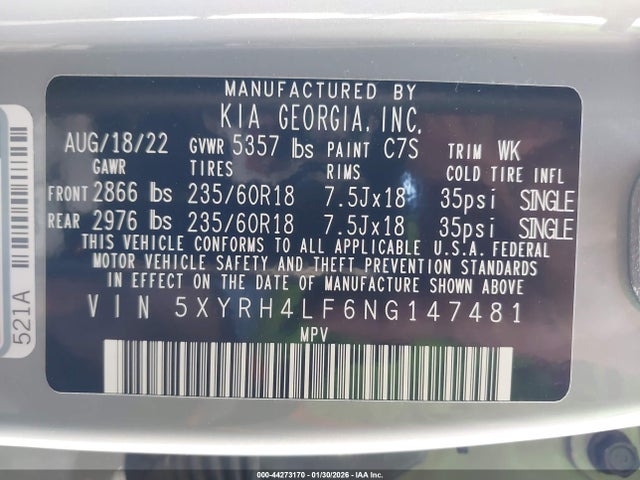 MANUFACTURED BY
KIA GEORGIA, INC.
AUG/18/22 GVWR 5357 lbs PAINT C7S TRIM WK
GAWR TIRES RIMS COLD TIRE INFL
FRONT 2866 lbs 235/60R18 7.5Jx18 35psi SINGLE
REAR 2976 lbs 235/60R18 7.5Jx18 35psi SINGLE
THIS VEHICLE CONFORMS TO ALL APPLICABLE U.S.A. FEDERAL
MOTOR VEHICLE SAFETY AND THEFT PREVENTION STANDARDS
IN EFFECT ON THE DATE OF MANUFACTURE SHOWN ABOVE
VIN 5XYRH4LF6NG147481
MPV
521A
000-44273170 - 01/30/2026 - IAA Inc.